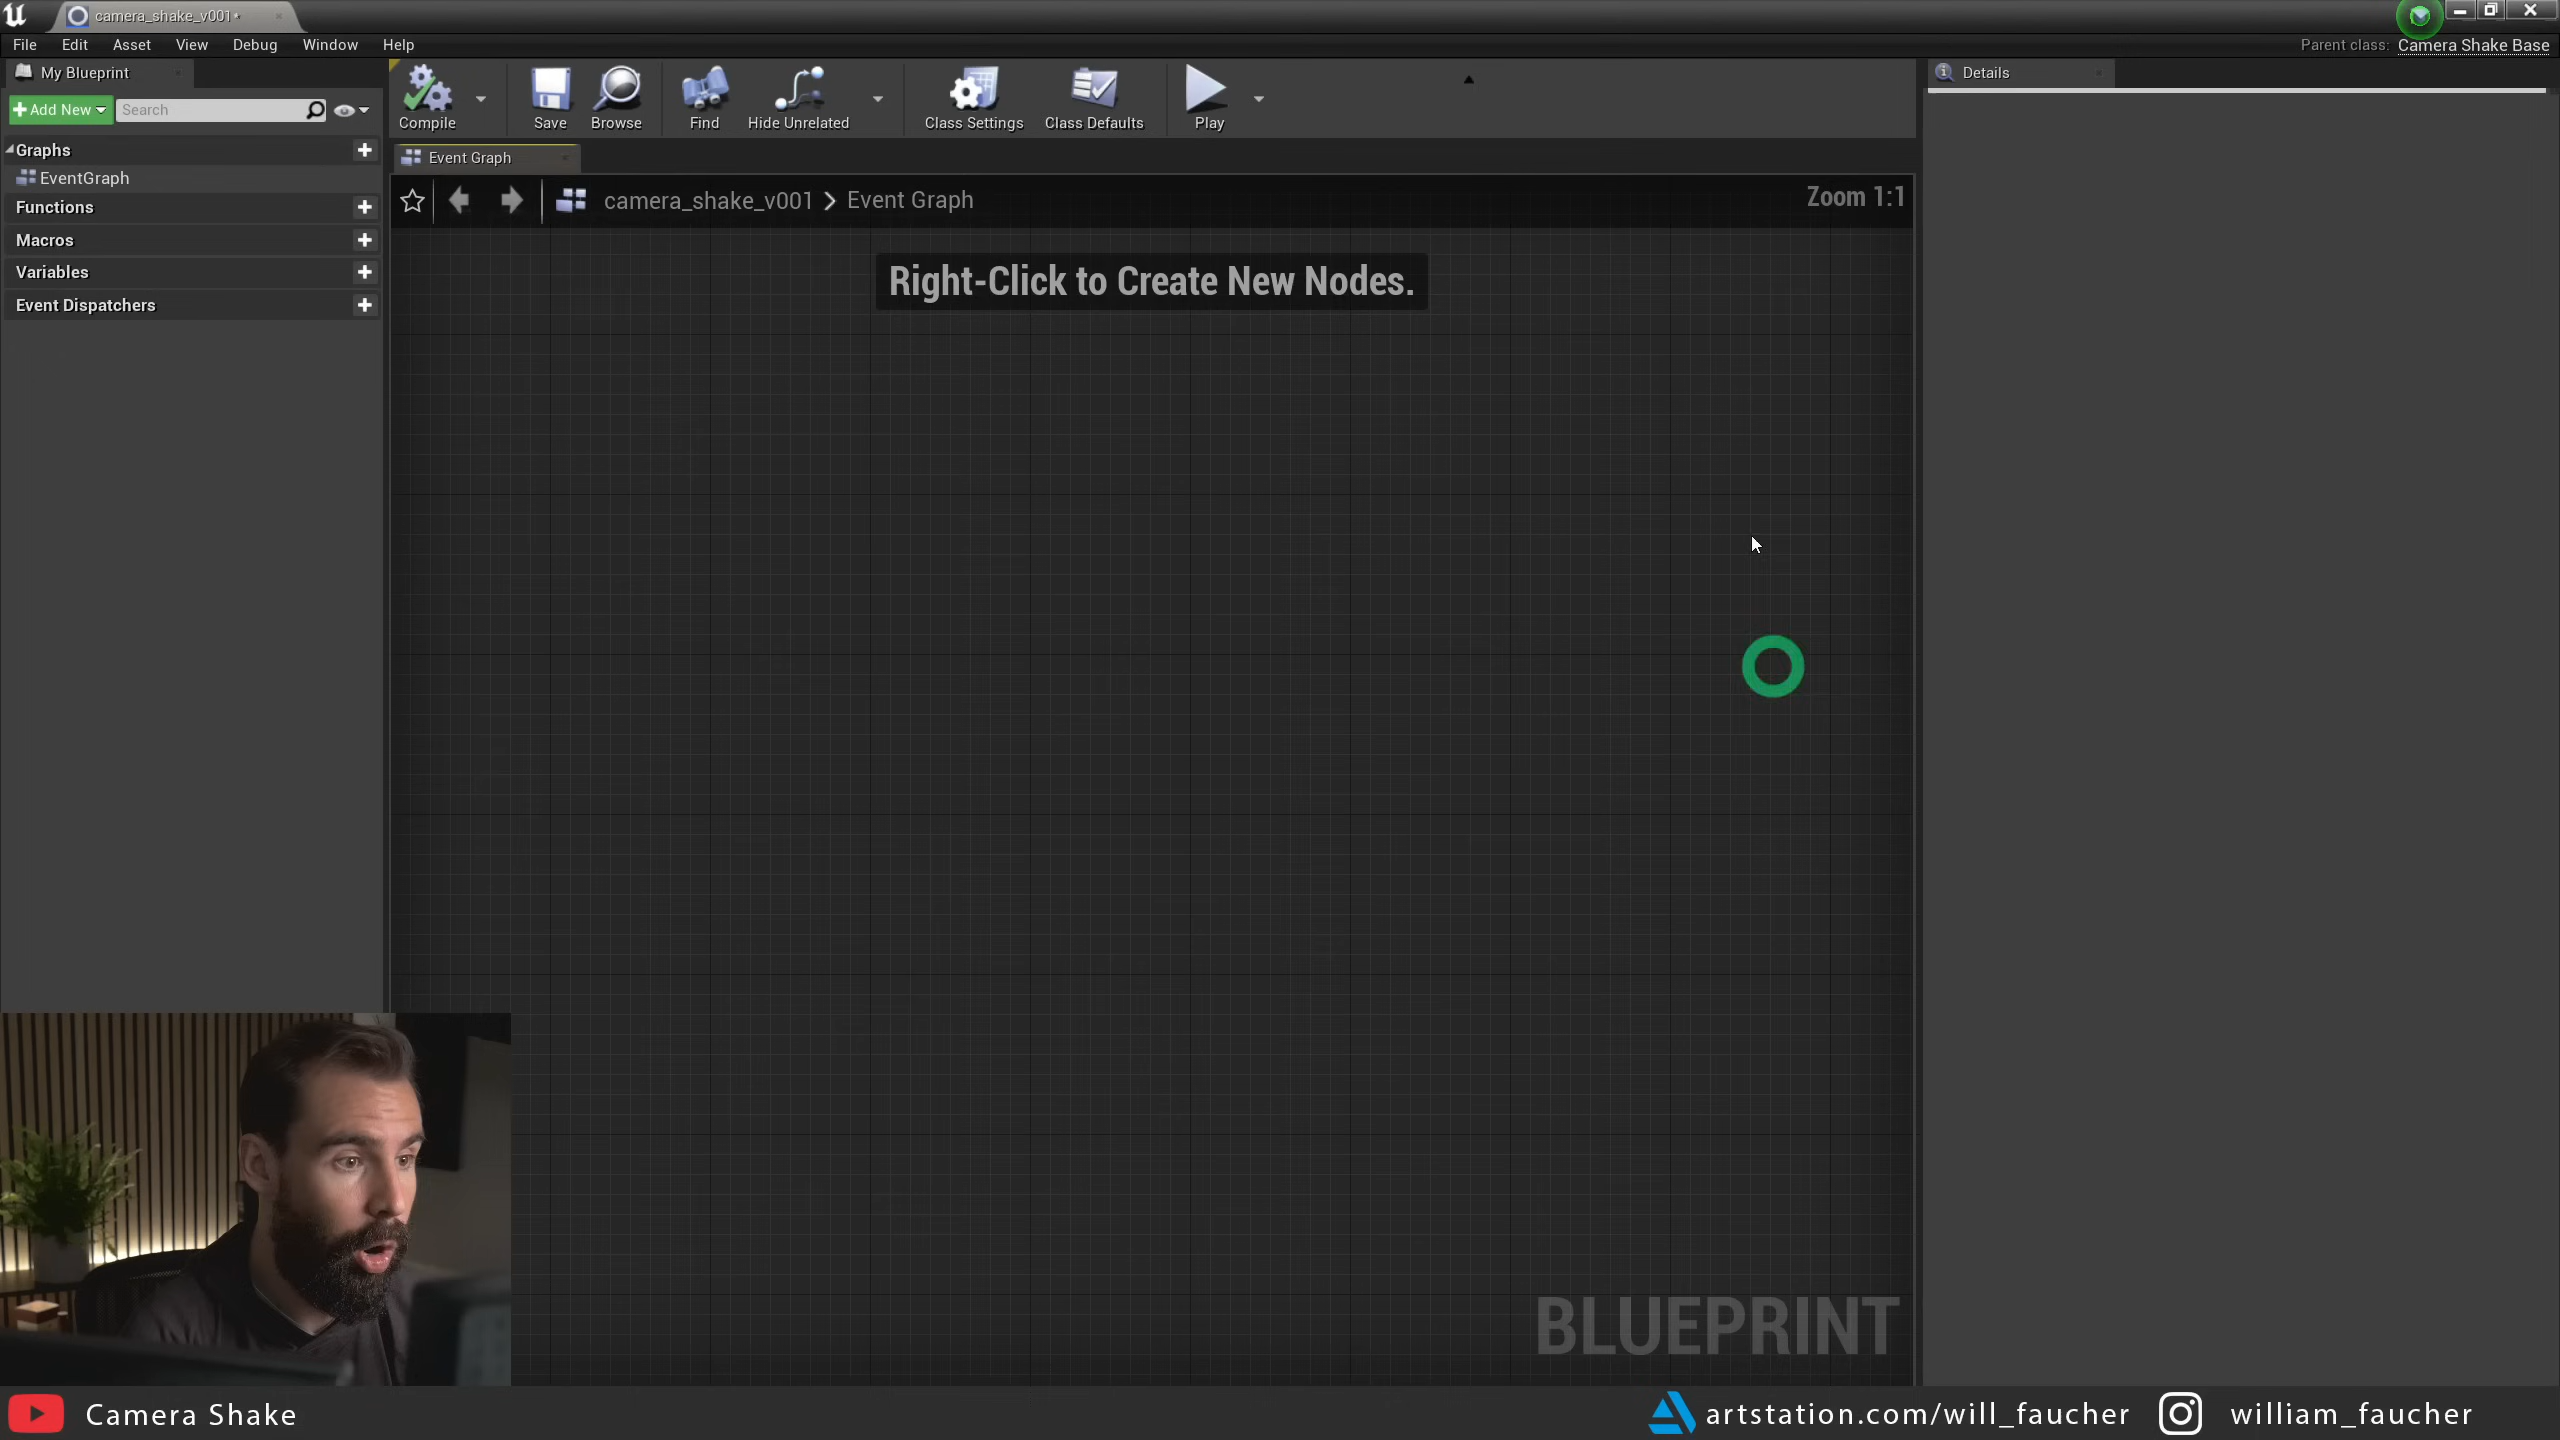 camera_shake_v001*
File Edit Asset View Debug Window Help
Parent class: Camera Shake Base
My Blueprint
Details
Add New
Search
Compile
Save
Browse
Find
Hide Unrelated
Class Settings
Class Defaults
Play
Graphs
EventGraph
Functions
Macros
Variables
Event Dispatchers
Event Graph
camera_shake_v001 > Event Graph
Zoom 1:1
Right-Click to Create New Nodes.
BLUEPRINT
Camera Shake
artstation.com/will_faucher
william_faucher